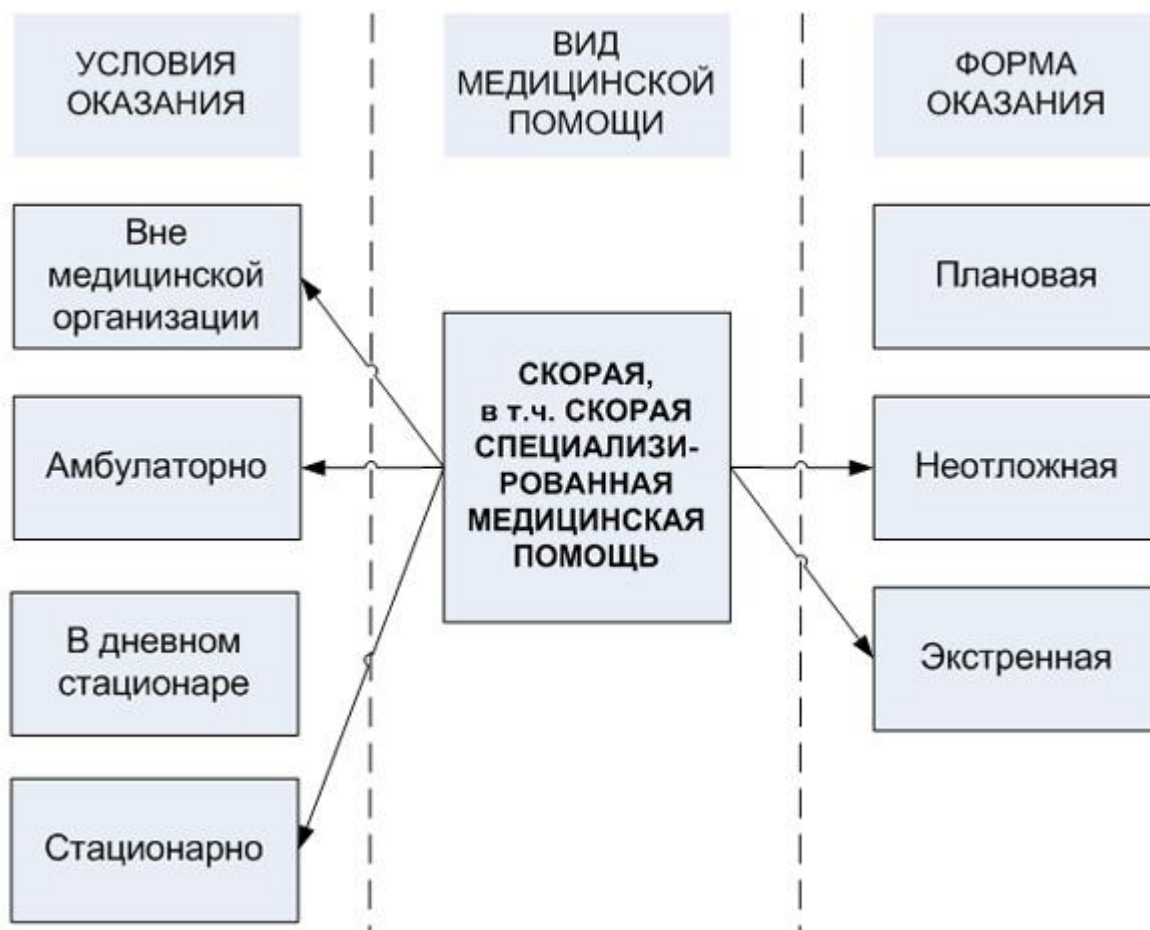 УСЛОВИЯ
ОКАЗАНИЯ
ВИД
МЕДИЦИНСКОЙ
ПОМОЩИ
ФОРМА
ОКАЗАНИЯ
Вне
медицинской
организации
Амбулаторно
В дневном
стационаре
Стационарно
СКОРАЯ,
в т.ч. СКОРАЯ
СПЕЦИАЛИЗИ-
РОВАННАЯ
МЕДИЦИНСКАЯ
ПОМОЩЬ
Плановая
Неотложная
Экстренная